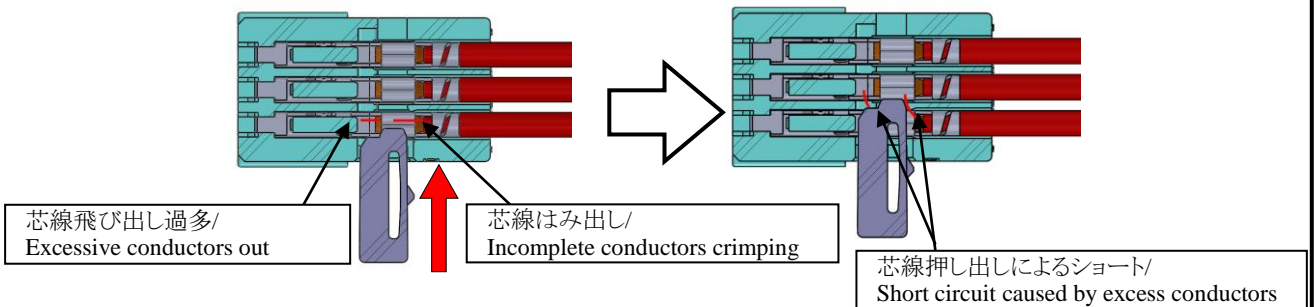 芯線飛び出し過多/
Excessive conductors out
芯線はみ出し/
Incomplete conductors crimping
芯線押し出しによるショート/
Short circuit caused by excess conductors